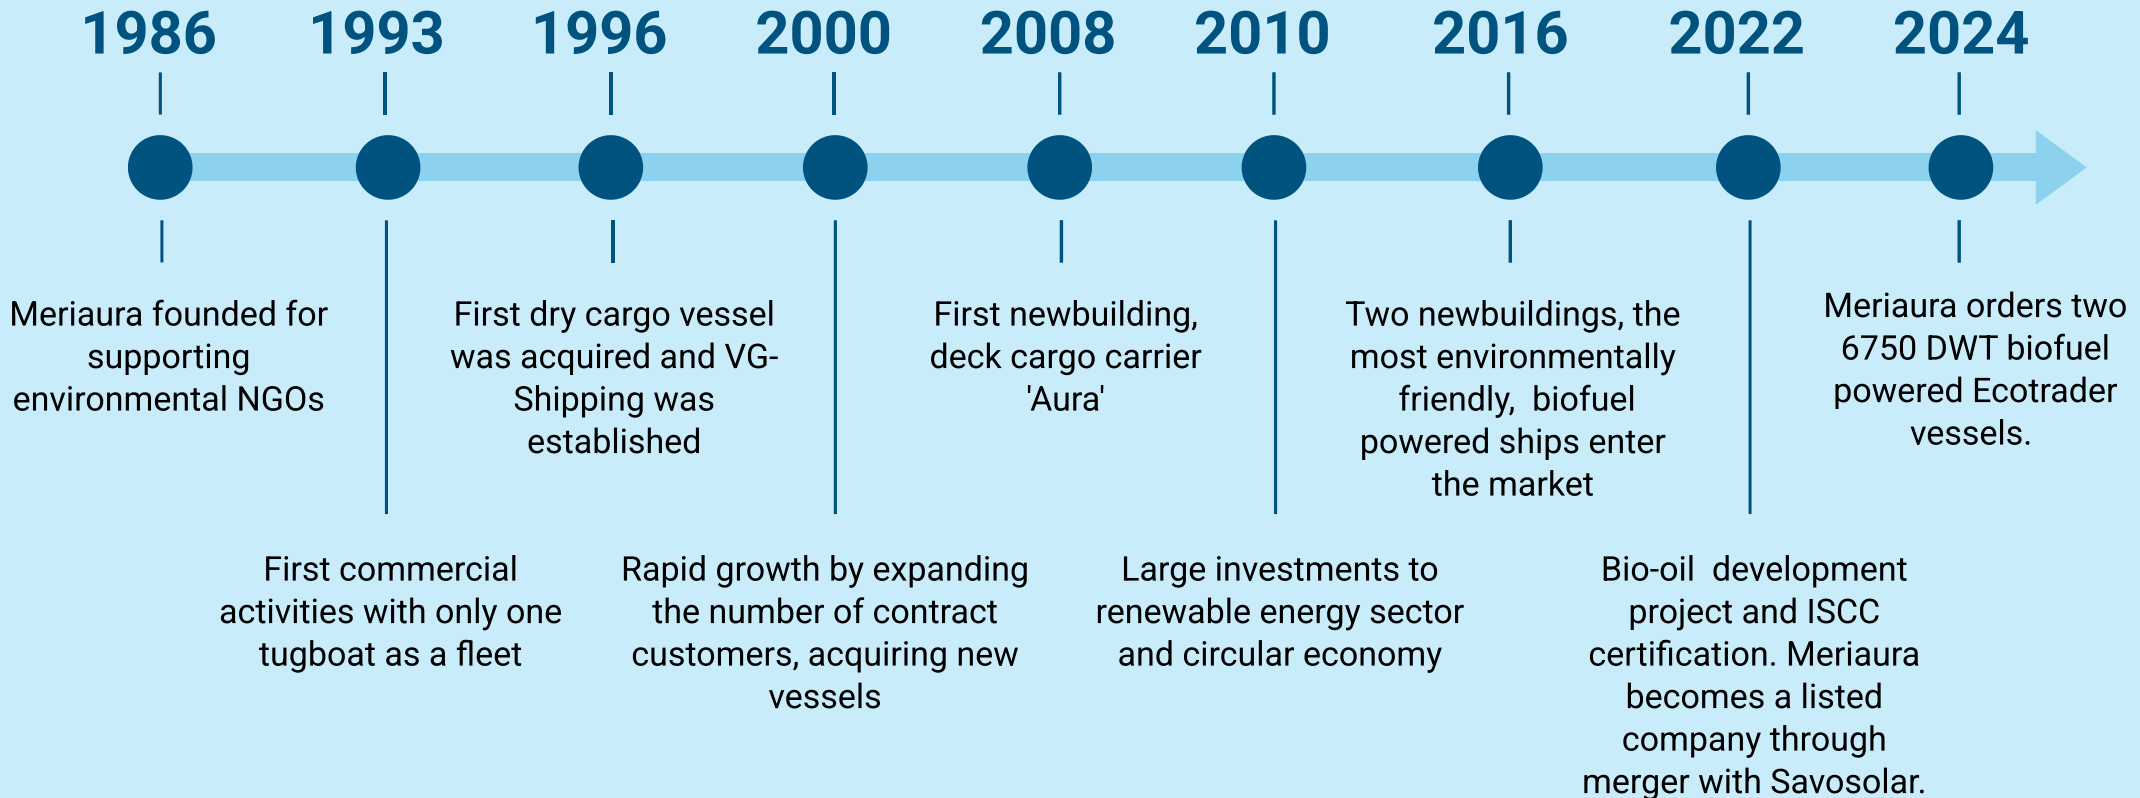 1986
1993
1996
2000
2008
2010
2016
2022
2024
Meriaura founded for
supporting
environmental NGOs
First dry cargo vessel
was acquired and VG-
Shipping was
established
First newbuilding,
deck cargo carrier
'Aura'
Two newbuildings, the
most environmentally
friendly,  biofuel
powered ships enter
the market
Meriaura orders two
6750 DWT biofuel
powered Ecotrader
vessels.
First commercial
activities with only one
tugboat as a fleet
Rapid growth by expanding
the number of contract
customers, acquiring new
vessels
Large investments to
renewable energy sector
and circular economy
Bio-oil  development
project and ISCC
certification. Meriaura
becomes a listed
company through
merger with Savosolar.